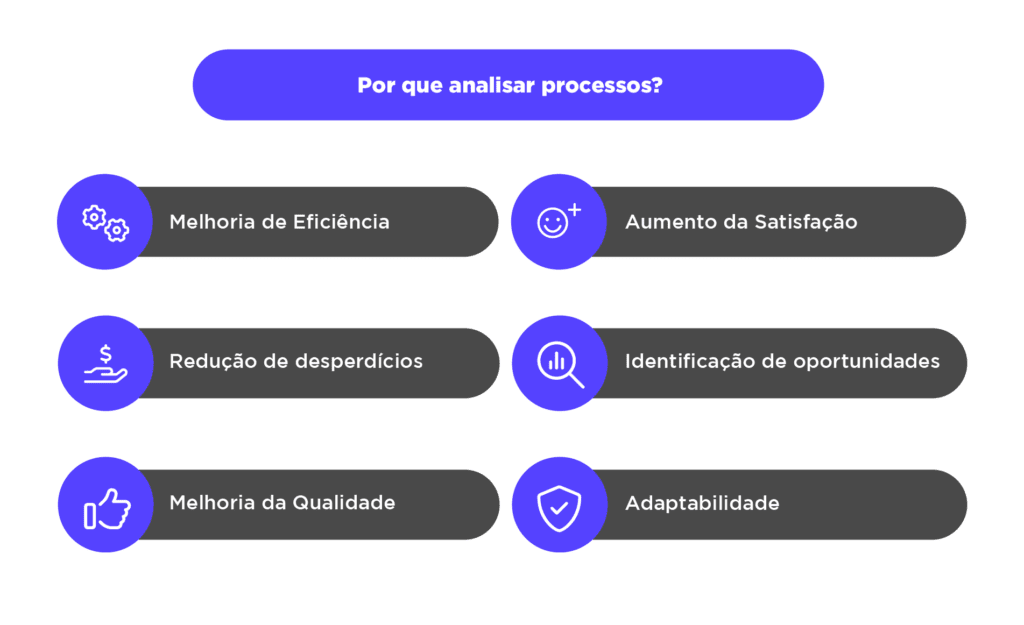 Por que analisar processos?
Melhoria de Eficiência
Aumento da Satisfação
Redução de desperdícios
Identificação de oportunidades
Melhoria da Qualidade
Adaptabilidade